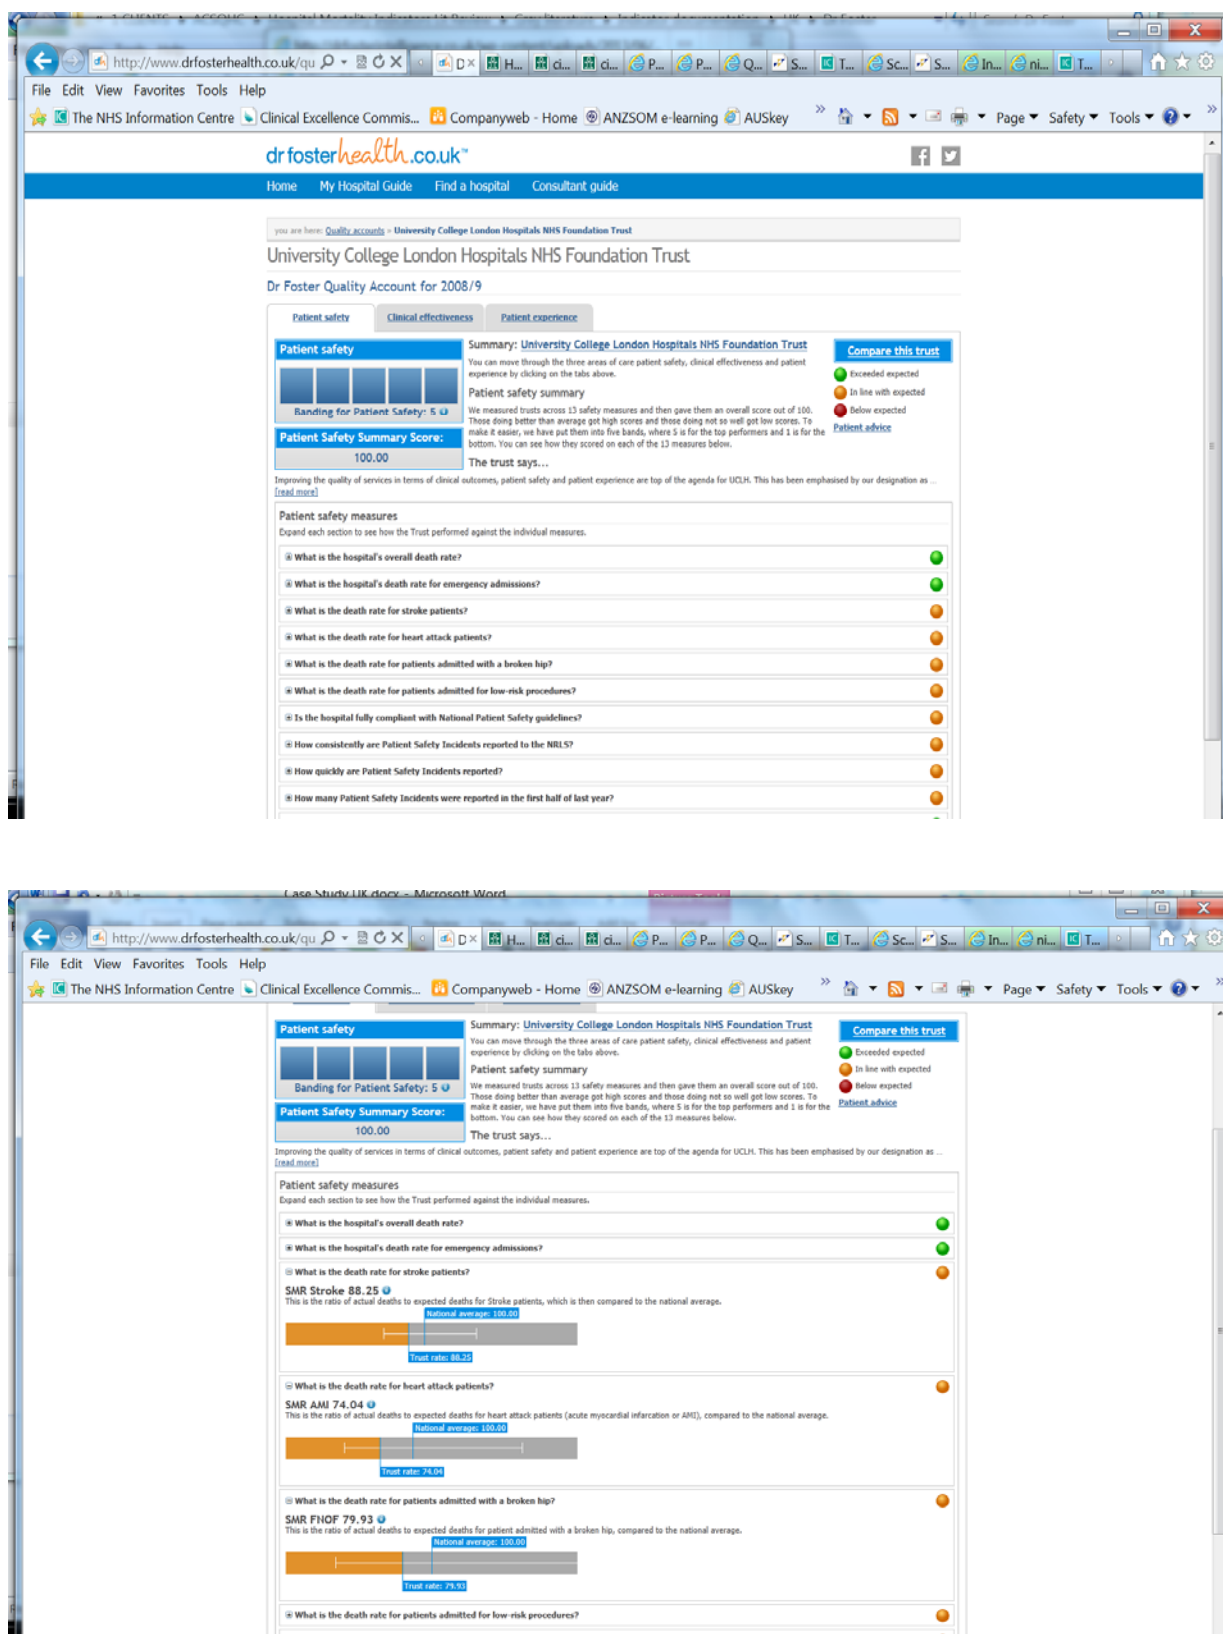 http://www.drfosterhealth.co.uk/qu
D
H...
ci...
ci...
P...
P...
Q...
S...
T...
Sc...
S...
In...
ni...
T...
File Edit View Favorites Tools Help
The NHS Information Centre Clinical Excellence Commis... Companyweb - Home ANZSOM e-learning AUSkey » Page Safety Tools »
drfosterhealth.co.uk™
Home My Hospital Guide Find a hospital Consultant guide
you are here: Quality accounts » University College London Hospitals NHS Foundation Trust
University College London Hospitals NHS Foundation Trust
Dr Foster Quality Account for 2008/9
Patient safety Clinical effectiveness Patient experience
Patient safety
Banding for Patient Safety: 5
Patient Safety Summary Score:
100.00
Summary: University College London Hospitals NHS Foundation Trust
You can move through the three areas of care patient safety, clinical effectiveness and patient
experience by clicking on the tabs above.
Patient safety summary
We measured trusts across 13 safety measures and then gave them an overall score out of 100.
Those doing better than average got high scores and those doing not so well got low scores. To
make it easier, we have put them into five bands, where 5 is for the top performers and 1 is for the
bottom. You can see how they scored on each of the 13 measures below.
The trust says...
Compare this trust
Exceeded expected
In line with expected
Below expected
Patient advice
Improving the quality of services in terms of clinical outcomes, patient safety and patient experience are top of the agenda for UCLH. This has been emphasised by our designation as ...
[read more]
Patient safety measures
Expand each section to see how the Trust performed against the individual measures.
What is the hospital's overall death rate?
What is the hospital's death rate for emergency admissions?
What is the death rate for stroke patients?
What is the death rate for heart attack patients?
What is the death rate for patients admitted with a broken hip?
What is the death rate for patients admitted for low-risk procedures?
Is the hospital fully compliant with National Patient Safety guidelines?
How consistently are Patient Safety Incidents reported to the NRLS?
How quickly are Patient Safety Incidents reported?
How many Patient Safety Incidents were reported in the first half of last year?
Case Study UK docx - Microsoft Word
http://www.drfosterhealth.co.uk/qu
D
H...
ci...
ci...
P...
P...
Q...
S...
T...
Sc...
S...
In...
ni...
T...
File Edit View Favorites Tools Help
The NHS Information Centre Clinical Excellence Commis... Companyweb - Home ANZSOM e-learning AUSkey » Page Safety Tools »
Patient safety
Banding for Patient Safety: 5
Patient Safety Summary Score:
100.00
Summary: University College London Hospitals NHS Foundation Trust
You can move through the three areas of care patient safety, clinical effectiveness and patient
experience by clicking on the tabs above.
Patient safety summary
We measured trusts across 13 safety measures and then gave them an overall score out of 100.
Those doing better than average got high scores and those doing not so well got low scores. To
make it easier, we have put them into five bands, where 5 is for the top performers and 1 is for the
bottom. You can see how they scored on each of the 13 measures below.
The trust says...
Compare this trust
Exceeded expected
In line with expected
Below expected
Patient advice
Improving the quality of services in terms of clinical outcomes, patient safety and patient experience are top of the agenda for UCLH. This has been emphasised by our designation as ...
[read more]
Patient safety measures
Expand each section to see how the Trust performed against the individual measures.
What is the hospital's overall death rate?
What is the hospital's death rate for emergency admissions?
What is the death rate for stroke patients?
SMR Stroke 88.25
This is the ratio of actual deaths to expected deaths for Stroke patients, which is then compared to the national average.
National average: 100.00
Trust rate: 88.25
What is the death rate for heart attack patients?
SMR AMI 74.04
This is the ratio of actual deaths to expected deaths for heart attack patients (acute myocardial infarcation or AMI), compared to the national average.
National average: 100.00
Trust rate: 74.04
What is the death rate for patients admitted with a broken hip?
SMR FNOF 79.93
This is the ratio of actual deaths to expected deaths for patient admitted with a broken hip, compared to the national average.
National average: 100.00
Trust rate: 79.93
What is the death rate for patients admitted for low-risk procedures?